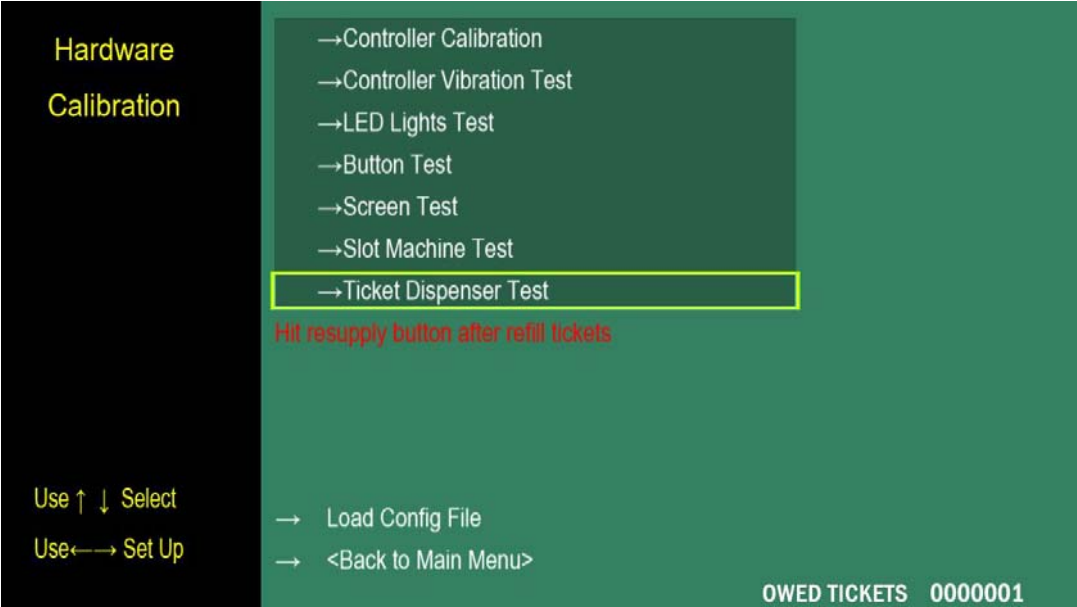 Hardware
Calibration
→Controller Calibration
→Controller Vibration Test
→LED Lights Test
→Button Test
→Screen Test
→Slot Machine Test
→Ticket Dispenser Test
Hit resupply button after refill tickets
Use ↑ ↓ Select
Use←→ Set Up
→ Load Config File
→ <Back to Main Menu>
OWED TICKETS 0000001